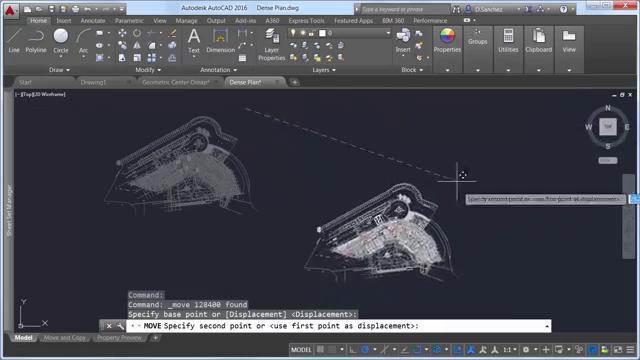 Autodesk AutoCAD 2016 Dense Plan.dwg
Type a keyword or phrase
D.Sanchez
Home Insert Annotate Parametric View Manage Output Add-ins A360 Express Tools Featured Apps Performance
Line Polyline Circle Arc
Text Dimension
Layer Properties
0
Insert
Properties Groups Utilities Clipboard View
Draw Modify Annotation Layers Block
Start Drawing1 Geometric Center Dimap* Dense Plan*
[−][Top][2D Wireframe]
N
W TOP E
S
Specify second point or <use first point as displacement>:
Sheet Set Manager
Y
X
Command:
Command: _move 128400 found
Specify base point or [Displacement] <Displacement>:
MOVE Specify second point or <use first point as displacement>:
Model Move and Copy Property Preview
MODEL 1:1